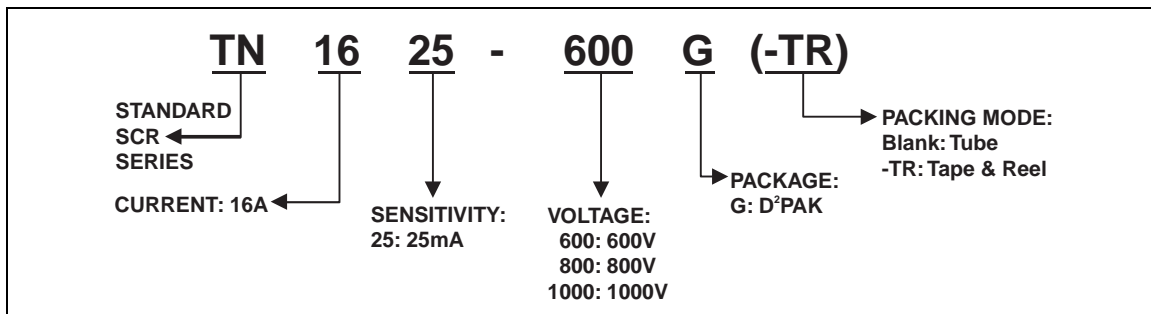 TN 16 25 - 600 G (-TR)
STANDARD
SCR
SERIES
CURRENT: 16A
SENSITIVITY:
25: 25mA
VOLTAGE:
600: 600V
800: 800V
1000: 1000V
PACKAGE:
G: D²PAK
PACKING MODE:
Blank: Tube
-TR: Tape & Reel